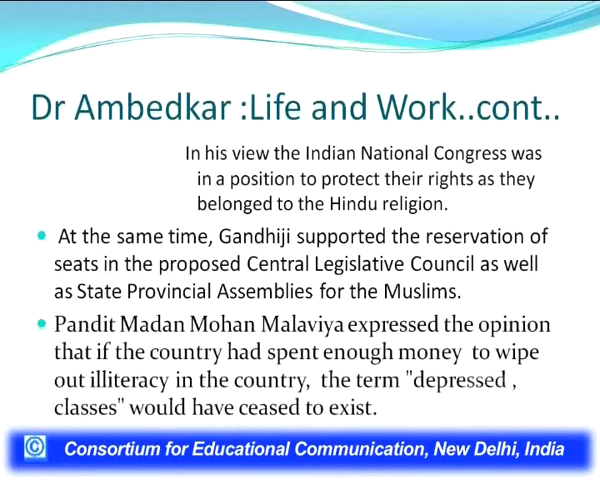 Dr Ambedkar :Life and Work..cont..
In his view the Indian National Congress was
in a position to protect their rights as they
belonged to the Hindu religion.
• At the same time, Gandhiji supported the reservation of
seats in the proposed Central Legislative Council as well
as State Provincial Assemblies for the Muslims.
• Pandit Madan Mohan Malaviya expressed the opinion
that if the country had spent enough money to wipe
out illiteracy in the country, the term "depressed ,
classes" would have ceased to exist.
© Consortium for Educational Communication, New Delhi, India